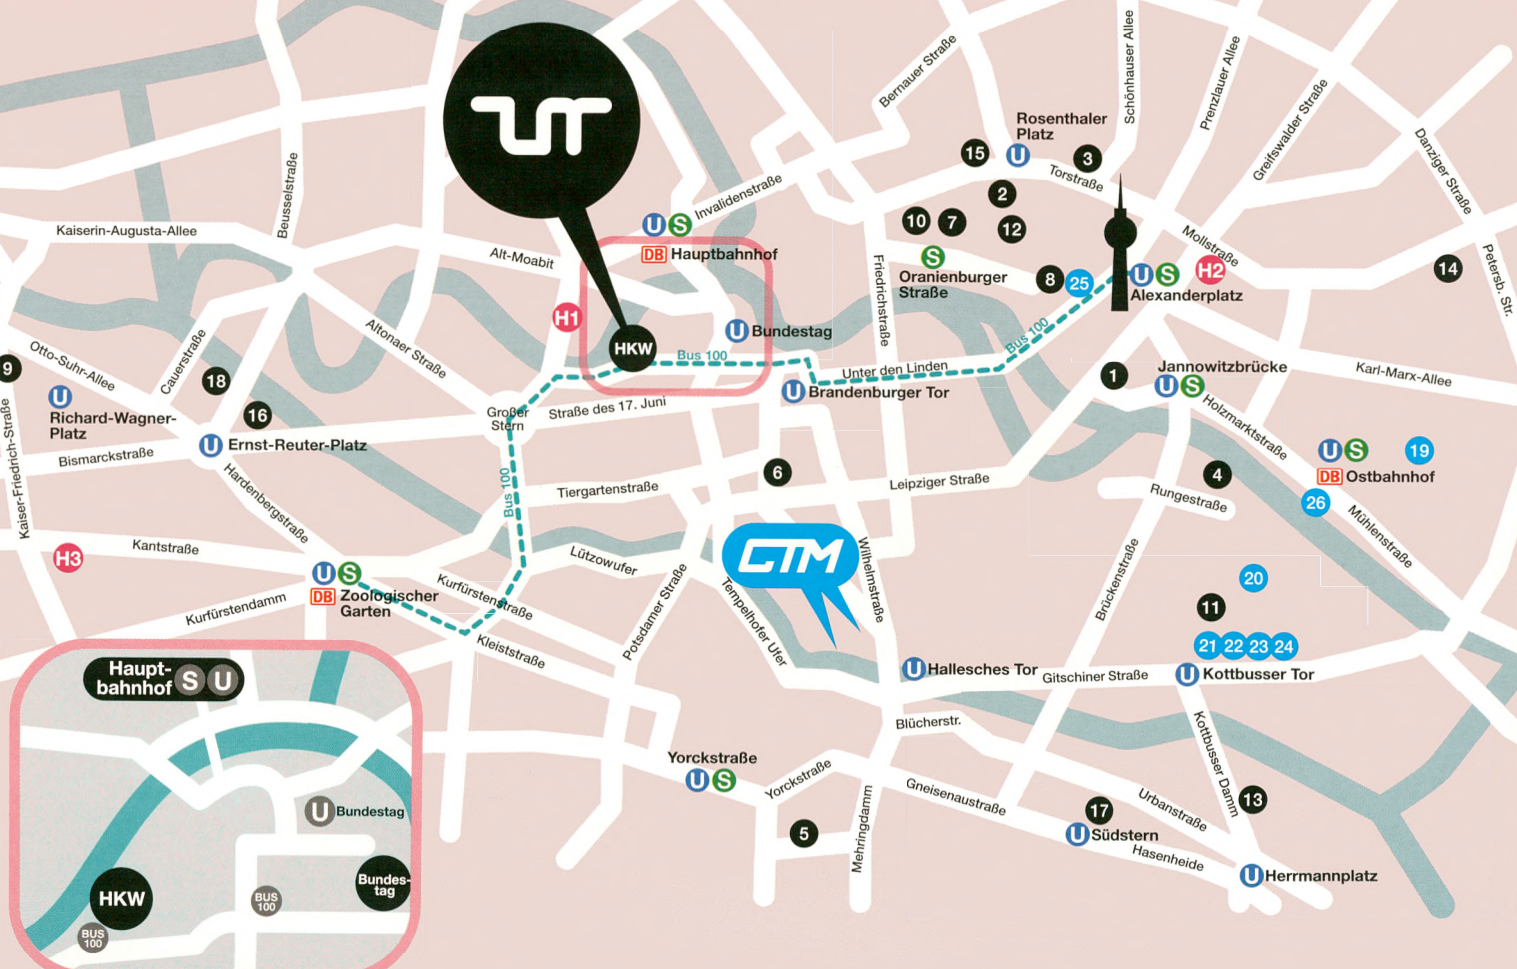 Bernauer Straße
Schönhauser Allee
Prenzlauer Allee
Greifswalder Straße
Danziger Straße
Petersb. Str.
Rosenthaler
Platz
15
U
3
Torstraße
2
10
7
12
Beusselstraße
Kaiserin-Augusta-Allee
Invalidenstraße
U S
DB Hauptbahnhof
Alt-Moabit
S
Oranienburger
Straße
Friedrichstraße
8
25
U S
H2
Alexanderplatz
Mollstraße
14
H1
HKW
U Bundestag
Bus 100
Bus 100
Unter den Linden
U Brandenburger Tor
Straße des 17. Juni
Großer
Stern
Altonaer Straße
Cauerstraße
Otto-Suhr-Allee
9
18
16
U
Richard-Wagner-
Platz
U Ernst-Reuter-Platz
Bismarckstraße
Kaiser-Friedrich-Straße
Hardenbergstraße
1
Jannowitzbrücke
U S
Karl-Marx-Allee
Holzmarktstraße
U S
19
DB Ostbahnhof
26
4
Rungestraße
Mühlenstraße
Bus 100
Tiergartenstraße
6
Leipziger Straße
CTM
Wilhelmstraße
Lützowufer
Kantstraße
H3
U S
DB Zoologischer
Garten
Kurfürstendamm
Kurfürstenstraße
Kleiststraße
Potsdamer Straße
Tempelhofer Ufer
Brückenstraße
20
11
21 22 23 24
U Hallesches Tor
Gitschiner Straße
U Kottbusser Tor
Kottbusser Damm
Blücherstr.
Yorckstraße
U S
Yorckstraße
5
Mehringdamm
Gneisenaustraße
Urbanstraße
17
13
U Südstern
Hasenheide
U Herrmannplatz
Haupt-
bahnhof S U
U Bundestag
HKW
BUS
100
BUS
100
Bundes-
tag